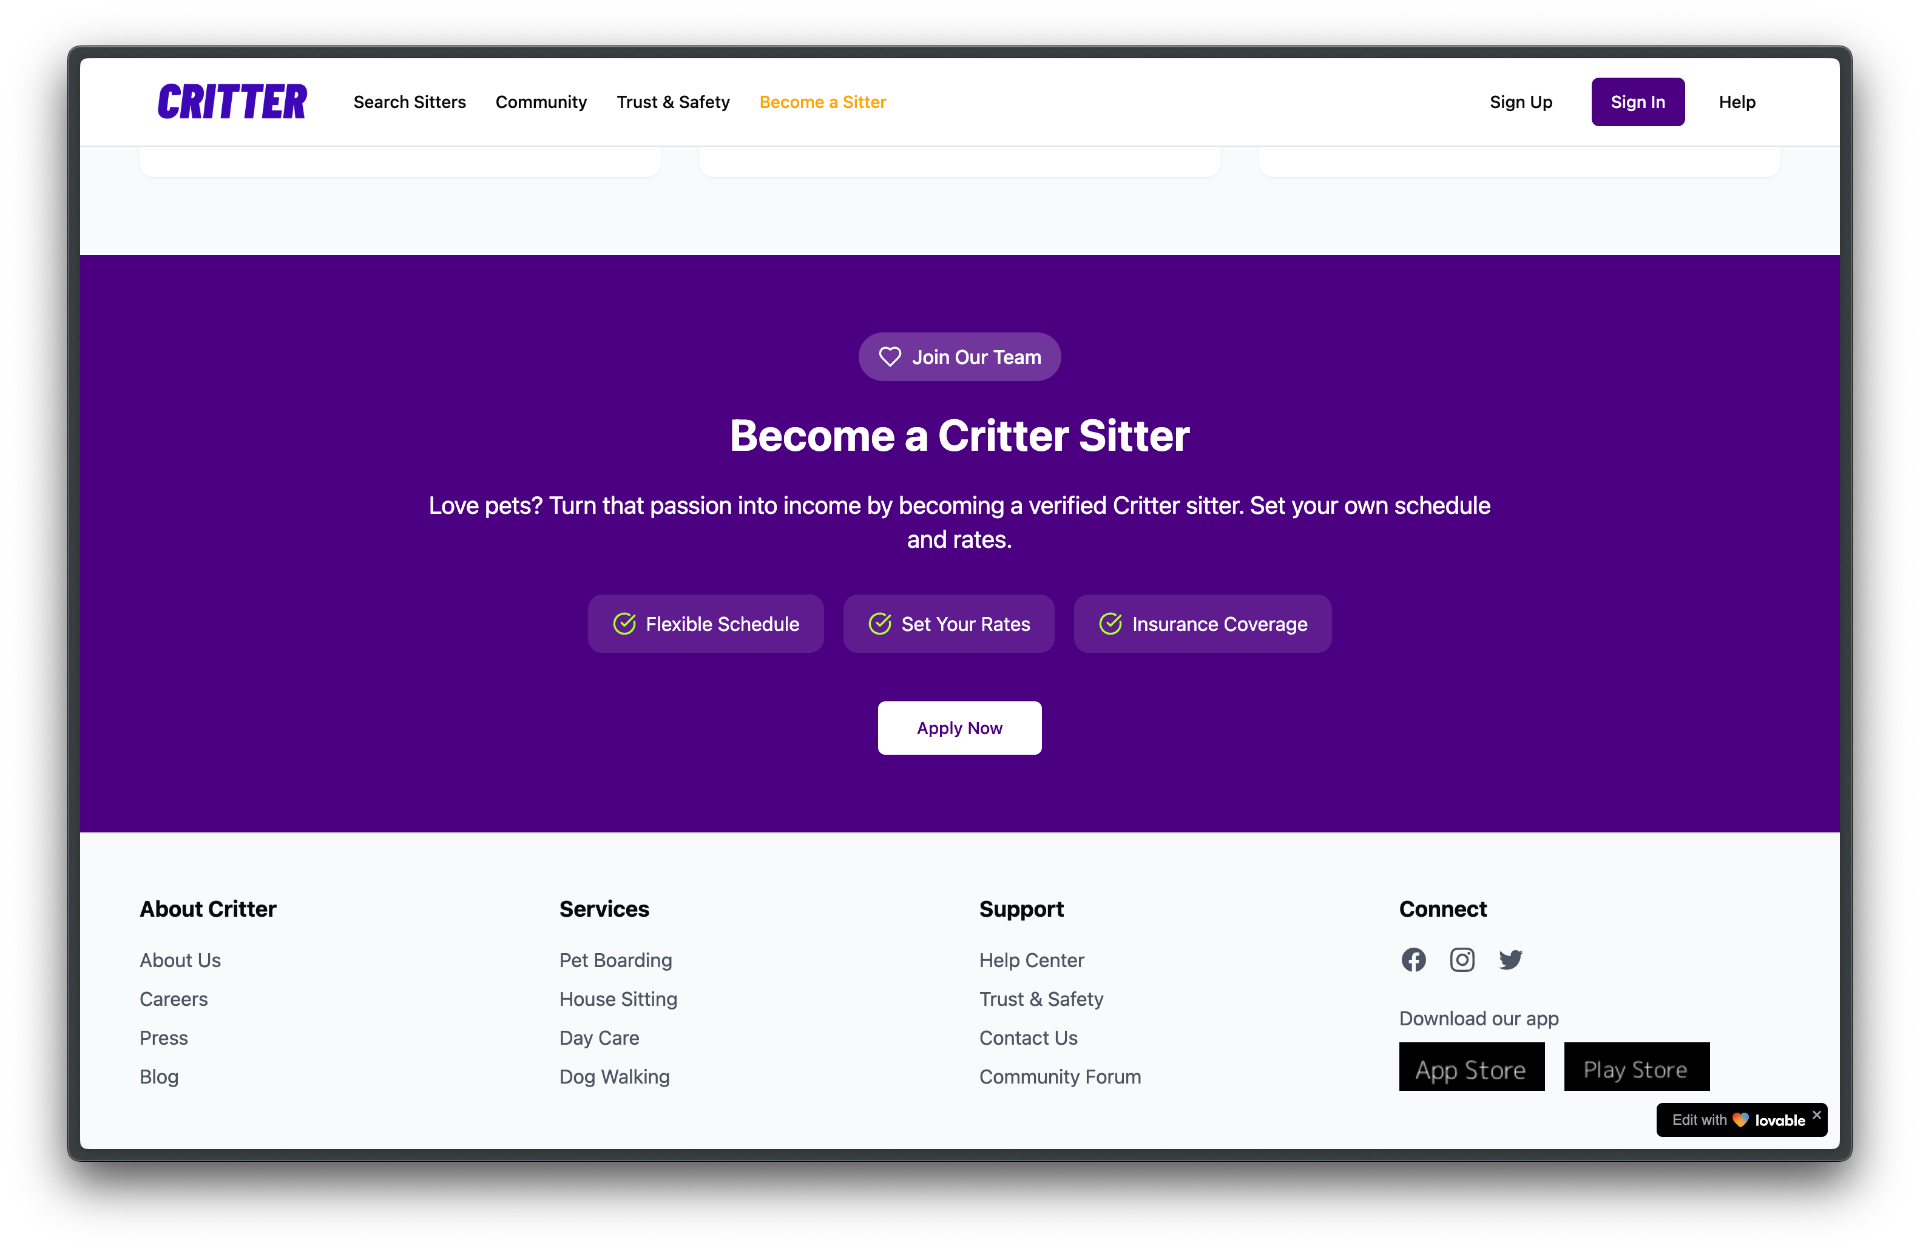 CRITTER
Search Sitters
Community
Trust & Safety
Become a Sitter
Sign Up
Sign In
Help
Join Our Team
Become a Critter Sitter
Love pets? Turn that passion into income by becoming a verified Critter sitter. Set your own schedule
and rates.
Flexible Schedule
Set Your Rates
Insurance Coverage
Apply Now
About Critter
About Us
Careers
Press
Blog
Services
Pet Boarding
House Sitting
Day Care
Dog Walking
Support
Help Center
Trust & Safety
Contact Us
Community Forum
Connect
Download our app
App Store
Play Store
Edit with lovable